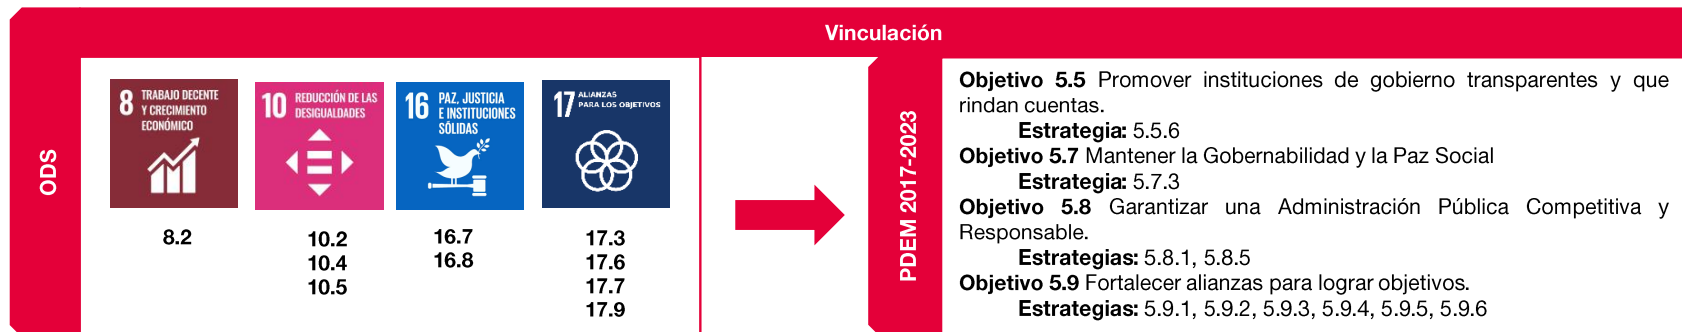 Vinculación
ODS
8 TRABAJO DECENTE
Y CRECIMIENTO
ECONÓMICO
8.2
10 REDUCCIÓN DE LAS
DESIGUALDADES
10.2
10.4
10.5
16 PAZ, JUSTICIA
E INSTITUCIONES
SÓLIDAS
16.7
16.8
17 ALIANZAS
PARA LOS OBJETIVOS
17.3
17.6
17.7
17.9
PDEM 2017-2023
Objetivo 5.5 Promover instituciones de gobierno transparentes y que
rindan cuentas.
Estrategia: 5.5.6
Objetivo 5.7 Mantener la Gobernabilidad y la Paz Social
Estrategia: 5.7.3
Objetivo 5.8 Garantizar una Administración Pública Competitiva y
Responsable.
Estrategias: 5.8.1, 5.8.5
Objetivo 5.9 Fortalecer alianzas para lograr objetivos.
Estrategias: 5.9.1, 5.9.2, 5.9.3, 5.9.4, 5.9.5, 5.9.6